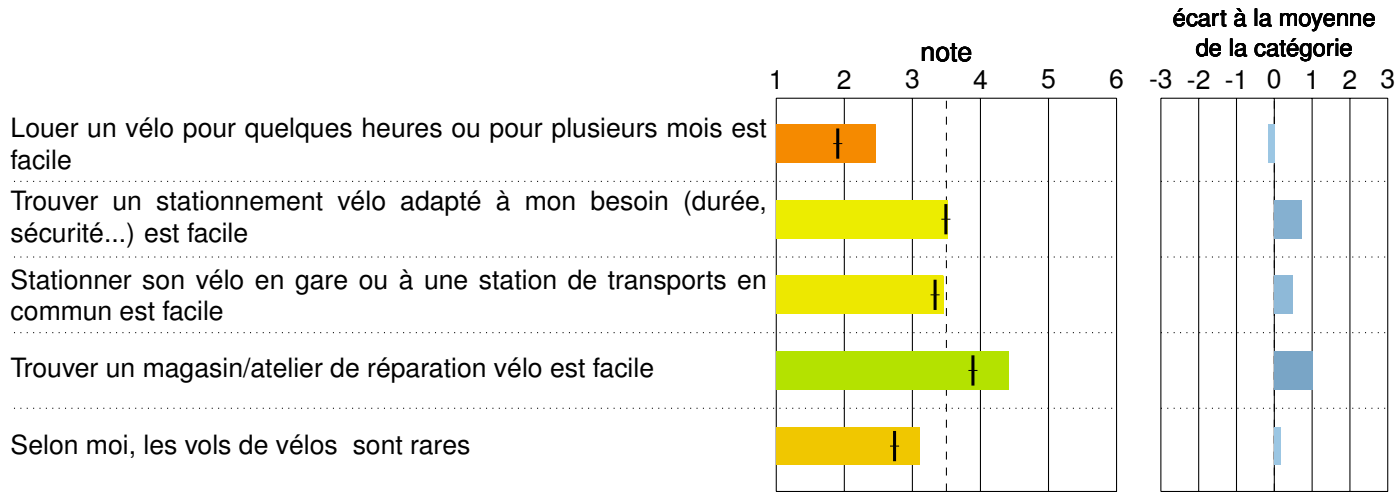 écart à la moyenne
note de la catégorie
1 2 3 4 5 6 -3 -2 -1 0 1 2 3
Louer un vélo pour quelques heures ou pour plusieurs mois est
facile
Trouver un stationnement vélo adapté à mon besoin (durée,
sécurité...) est facile
Stationner son vélo en gare ou à une station de transports en
commun est facile
Trouver un magasin/atelier de réparation vélo est facile
Selon moi, les vols de vélos sont rares